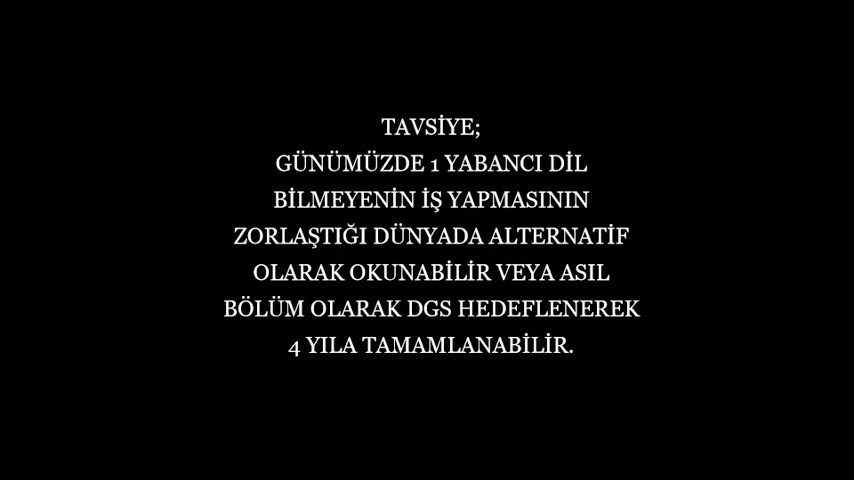 TAVSİYE;
GÜNÜMÜZDE 1 YABANCI DİL
BİLMEYENİN İŞ YAPMASININ
ZORLAŞTIĞI DÜNYADA ALTERNATİF
OLARAK OKUNABİLİR VEYA ASIL
BÖLÜM OLARAK DGS HEDEFLENEREK
4 YILA TAMAMLANABİLİR.